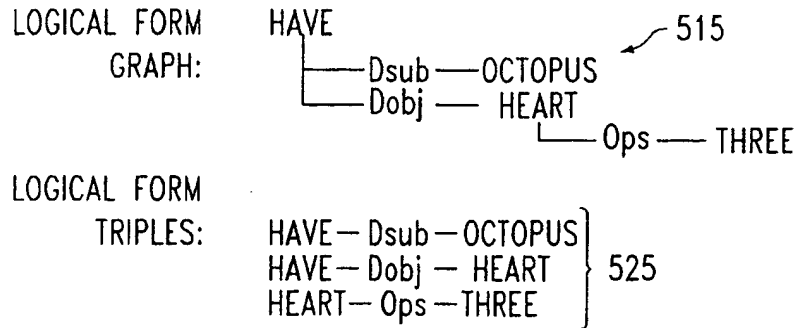 LOGICAL FORM HAVE 515
GRAPH: Dsub OCTOPUS
Dobj HEART
Ops THREE
LOGICAL FORM
TRIPLES: HAVE — Dsub — OCTOPUS
HAVE — Dobj — HEART 525
HEART — Ops — THREE